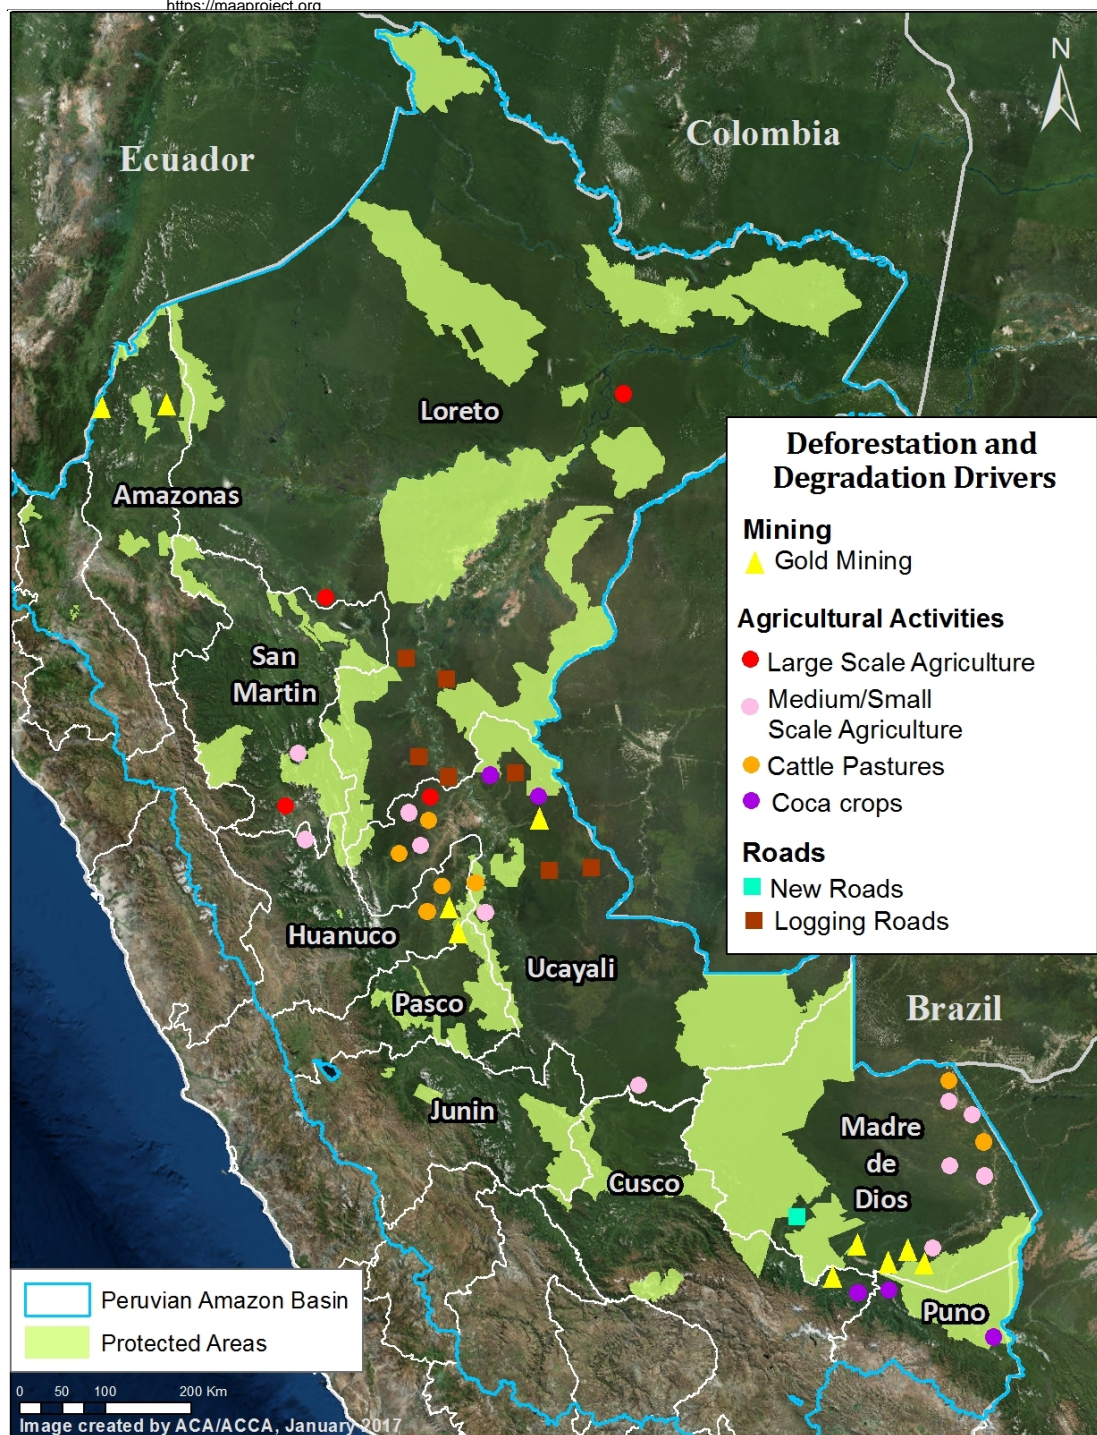 https://maaproject.org
N
Colombia
Ecuador
Loreto
Amazonas
San
Martin
Huanuco
Ucayali
Pasco
Junin
Cusco
Madre
de
Dios
Puno
Brazil
Deforestation and
Degradation Drivers
Mining
Gold Mining
Agricultural Activities
Large Scale Agriculture
Medium/Small
Scale Agriculture
Cattle Pastures
Coca crops
Roads
New Roads
Logging Roads
Peruvian Amazon Basin
Protected Areas
0 50 100 200 Km
Image created by ACA/ACCA, January 2017